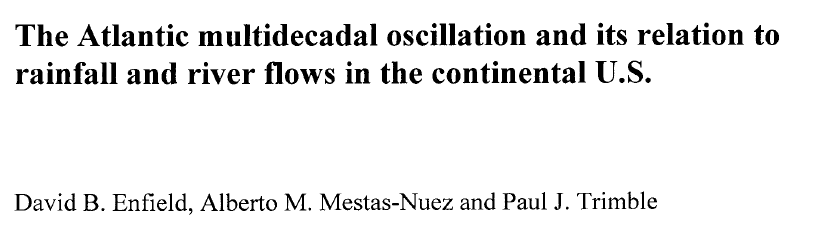 The Atlantic multidecadal oscillation and its relation to
rainfall and river flows in the continental U.S.
David B. Enfield, Alberto M. Mestas-Nuez and Paul J. Trimble